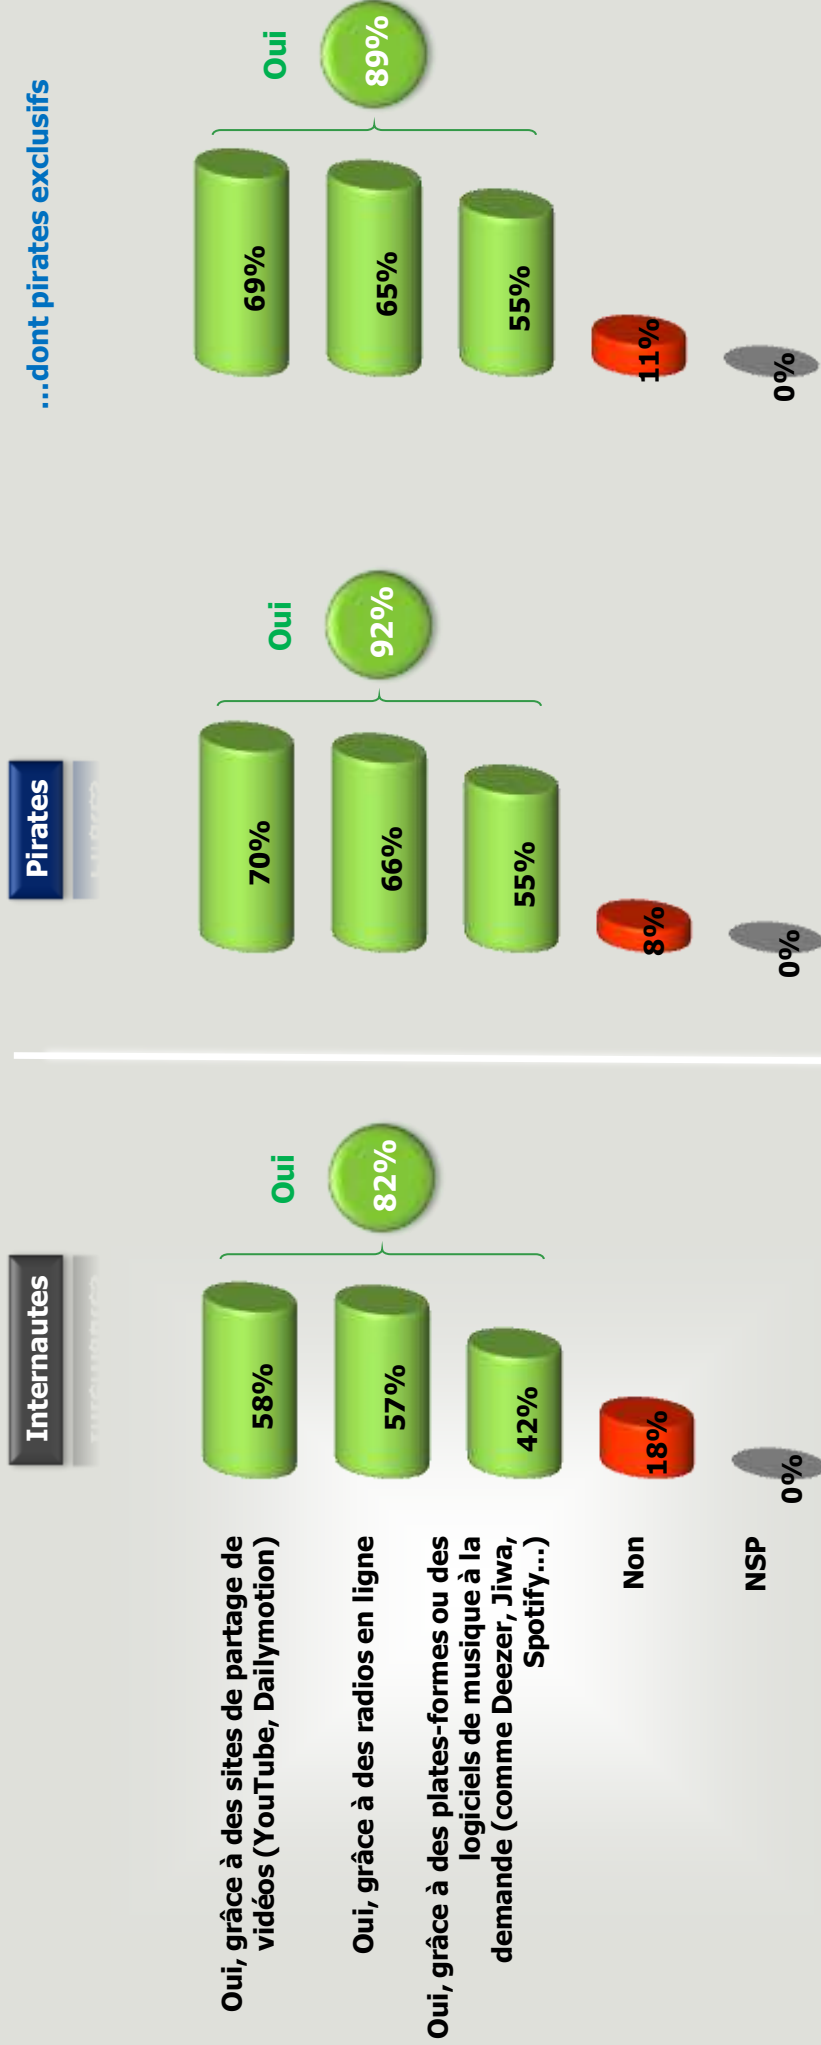 Internautes
Pirates
...dont pirates exclusifs
Oui
Oui
Oui
Oui, grâce à des sites de partage de
vidéos (YouTube, Dailymotion)
58%
70%
69%
Oui, grâce à des radios en ligne
57%
82%
66%
92%
65%
89%
Oui, grâce à des plates-formes ou des
logiciels de musique à la
demande (comme Deezer, Jiwa,
Spotify...)
42%
55%
55%
Non
18%
8%
11%
NSP
0%
0%
0%